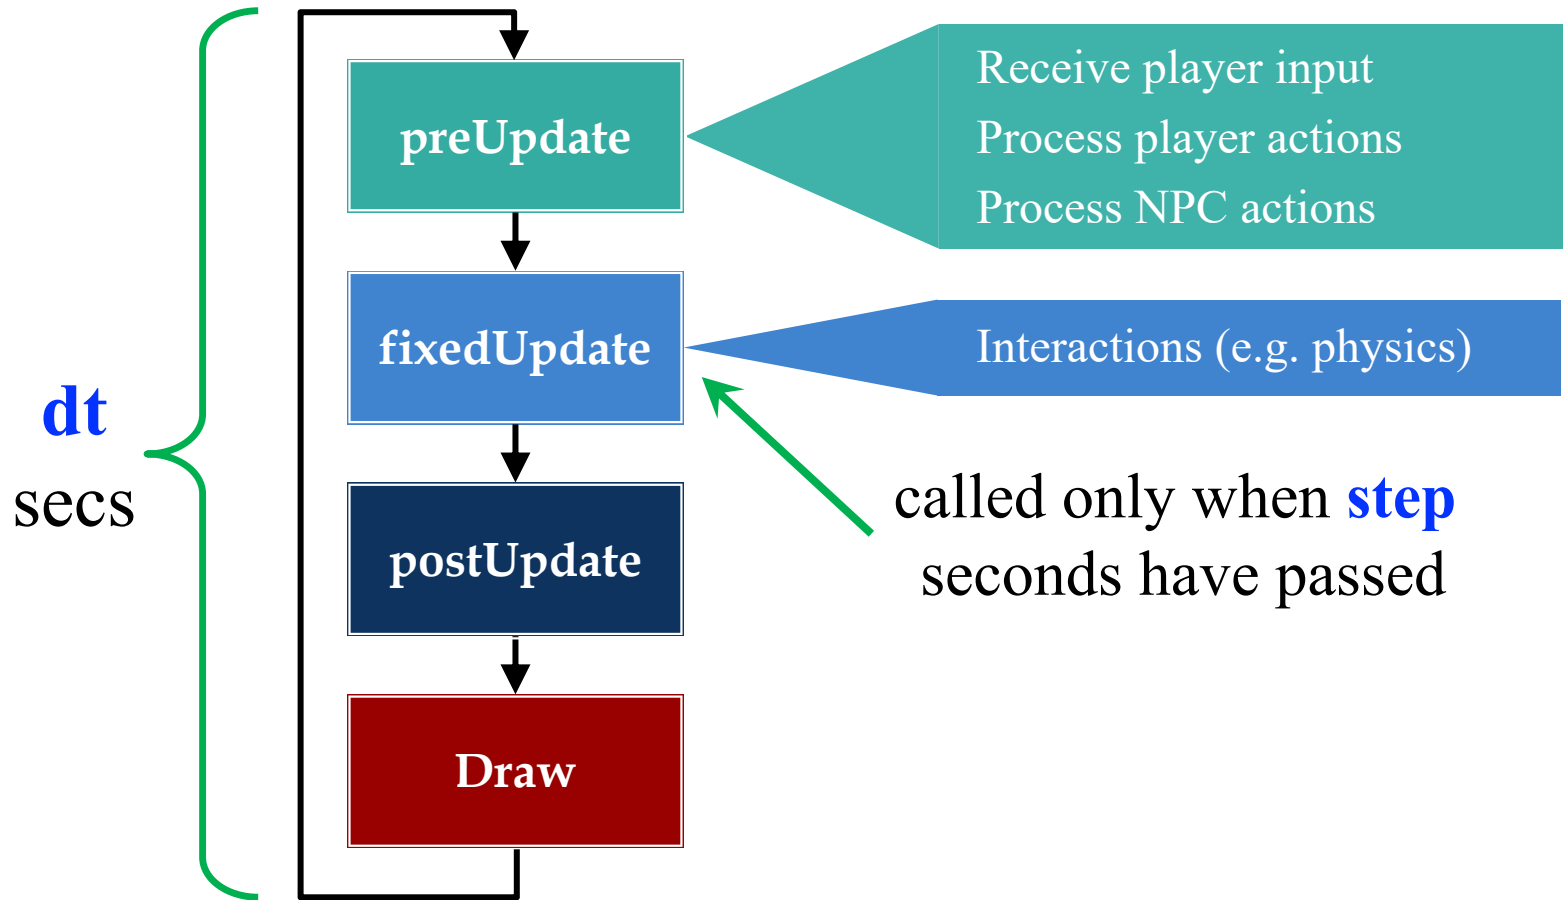 preUpdate
Receive player input
Process player actions
Process NPC actions
fixedUpdate
Interactions (e.g. physics)
dt
secs
called only when step
seconds have passed
postUpdate
Draw